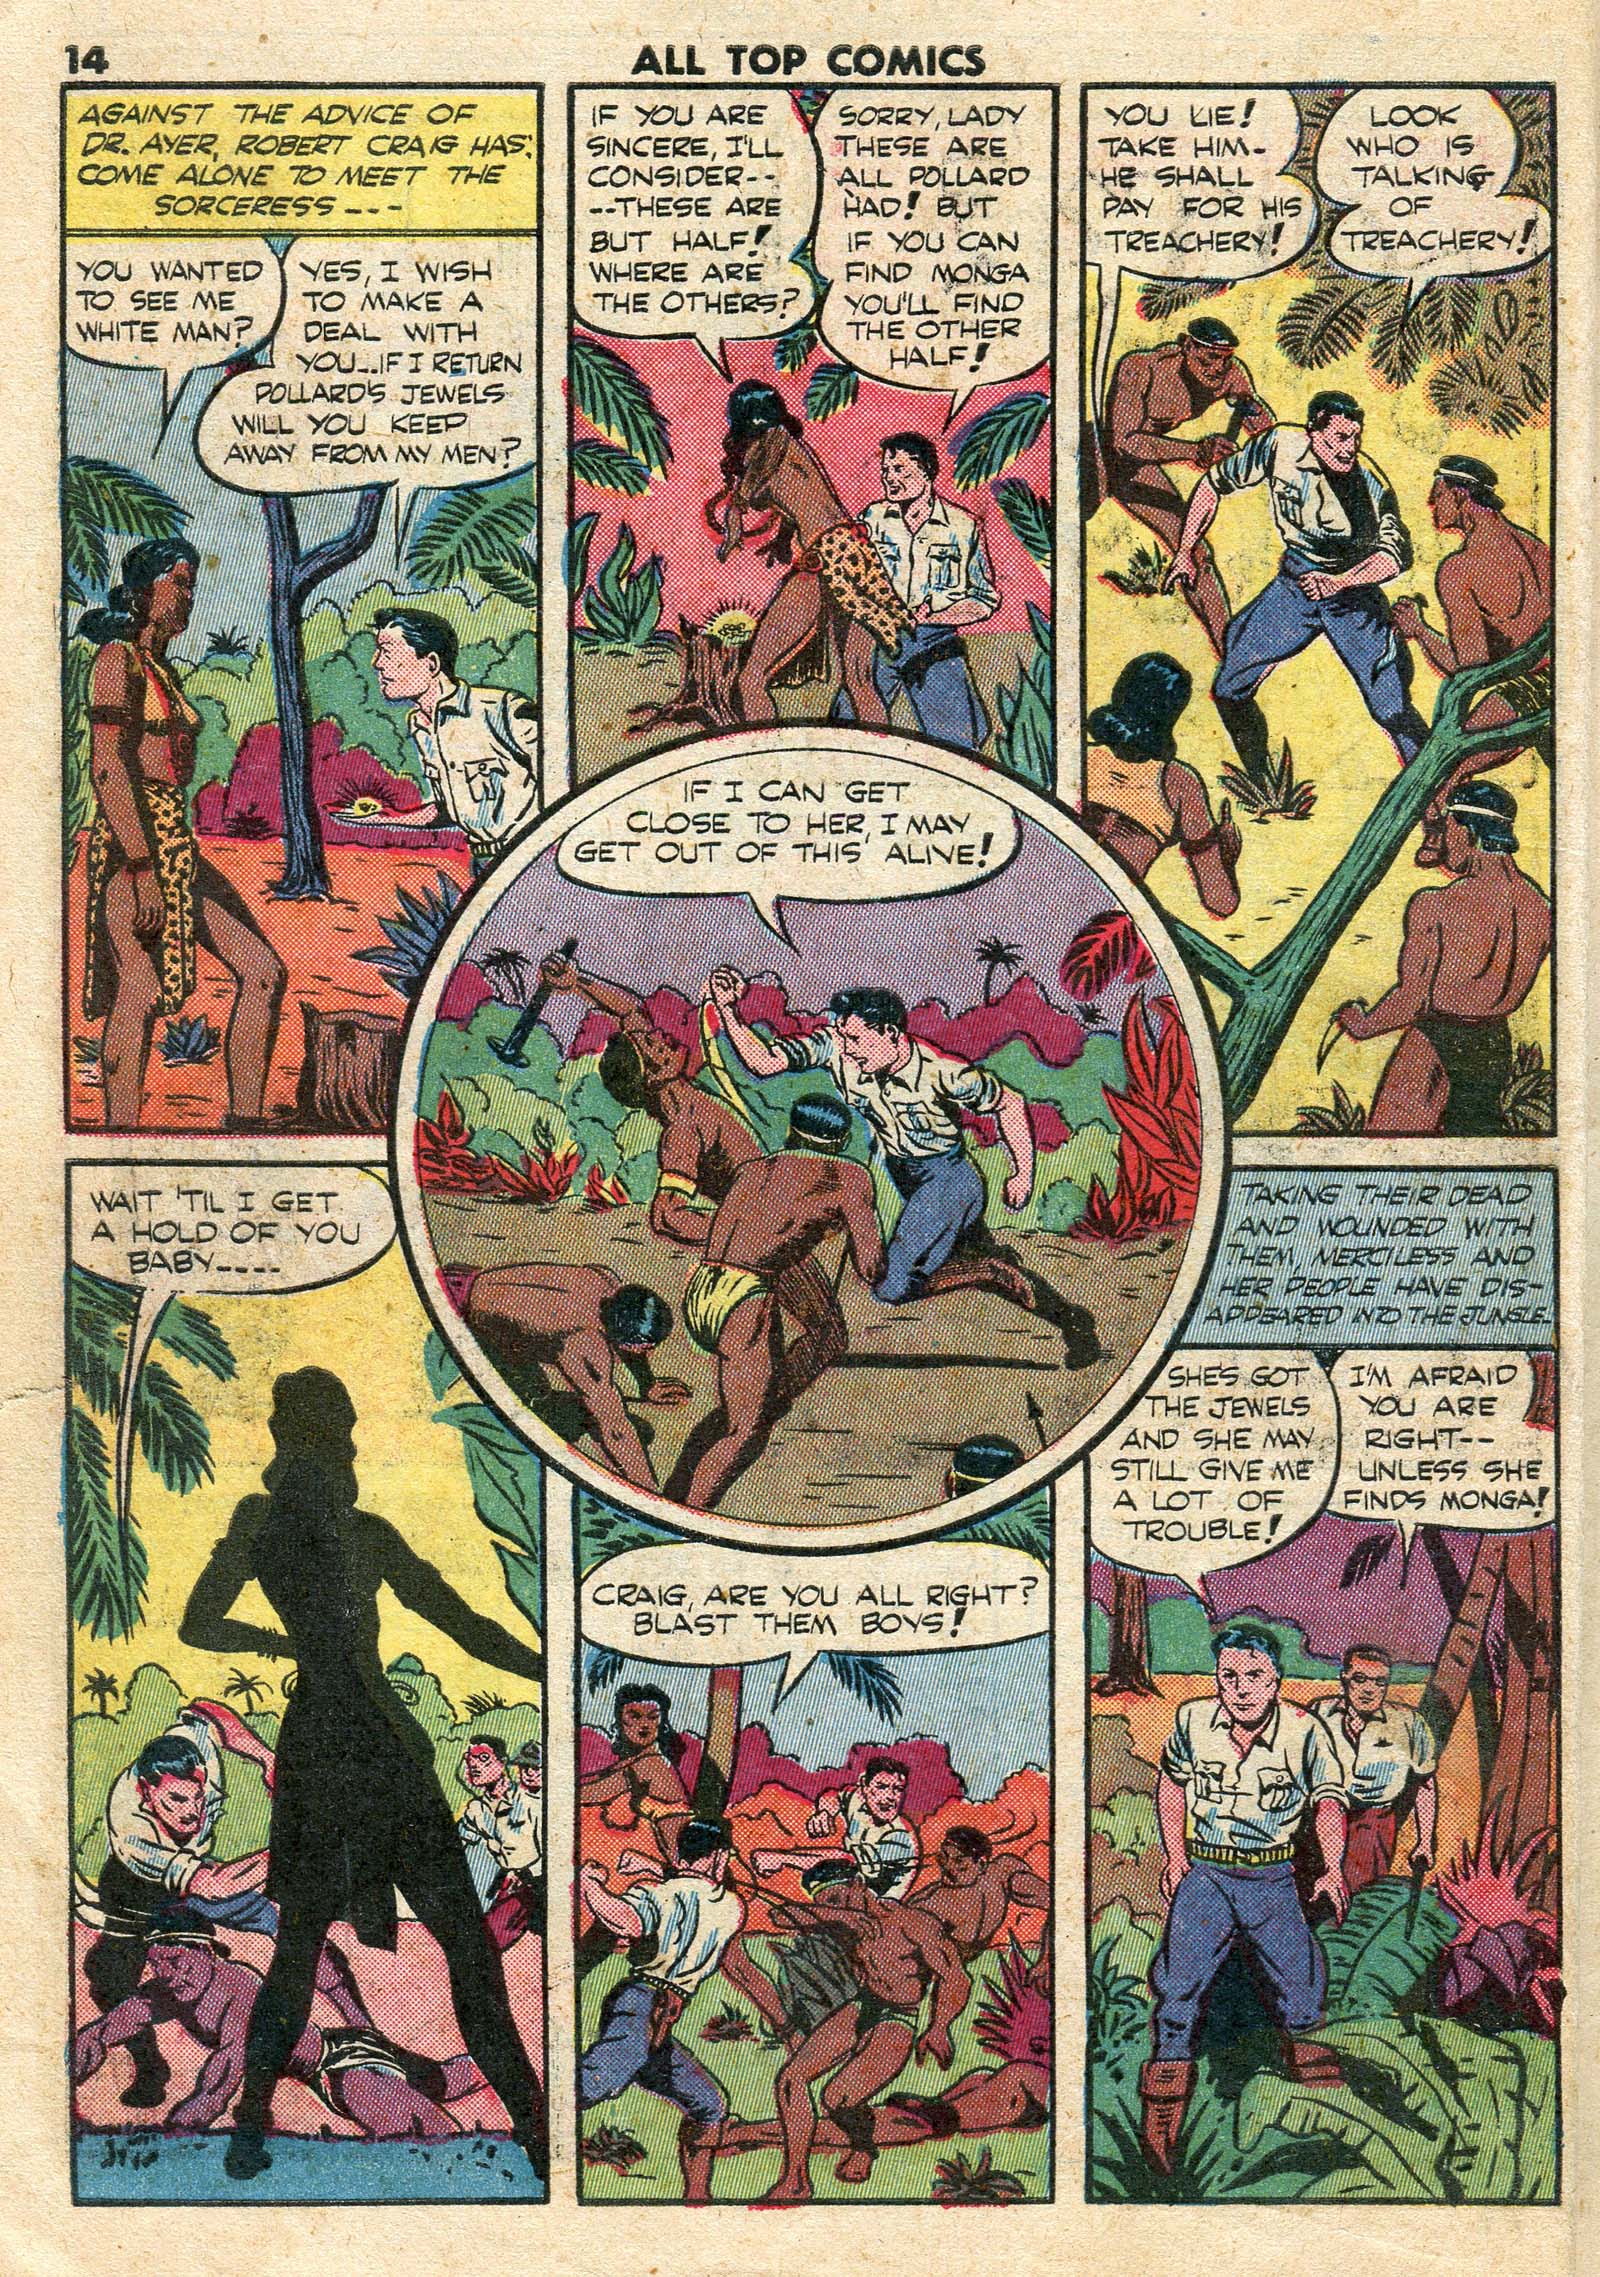 14
ALL TOP COMICS
AGAINST THE ADVICE OF
DR. AYER, ROBERT CRAIG HAS
COME ALONE TO MEET THE
SORCERESS ---
YOU WANTED
TO SEE ME
WHITE MAN?
YES, I WISH
TO MAKE A
DEAL WITH
YOU...IF I RETURN
POLLARD'S JEWELS
WILL YOU KEEP
AWAY FROM MY MEN?
IF YOU ARE
SINCERE, I'LL
CONSIDER--
--THESE ARE
BUT HALF!
WHERE ARE
THE OTHERS?
SORRY, LADY
THESE ARE
ALL POLLARD
HAD! BUT
IF YOU CAN
FIND MONGA
YOU'LL FIND
THE OTHER
HALF!
YOU LIE!
TAKE HIM-
HE SHALL
PAY FOR HIS
TREACHERY!
LOOK
WHO IS
TALKING
OF
TREACHERY!
IF I CAN GET
CLOSE TO HER, I MAY
GET OUT OF THIS ALIVE!
WAIT 'TIL I GET
A HOLD OF YOU
BABY----
CRAIG, ARE YOU ALL RIGHT?
BLAST THEM BOYS!
TAKING THEIR DEAD
AND WOUNDED WITH
THEM, MERCILESS AND
HER PEOPLE HAVE DIS-
APPEARED INTO THE JUNGLE.
SHE'S GOT
THE JEWELS
AND SHE MAY
STILL GIVE ME
A LOT OF
TROUBLE!
I'M AFRAID
YOU ARE
RIGHT--
UNLESS SHE
FINDS MONGA!